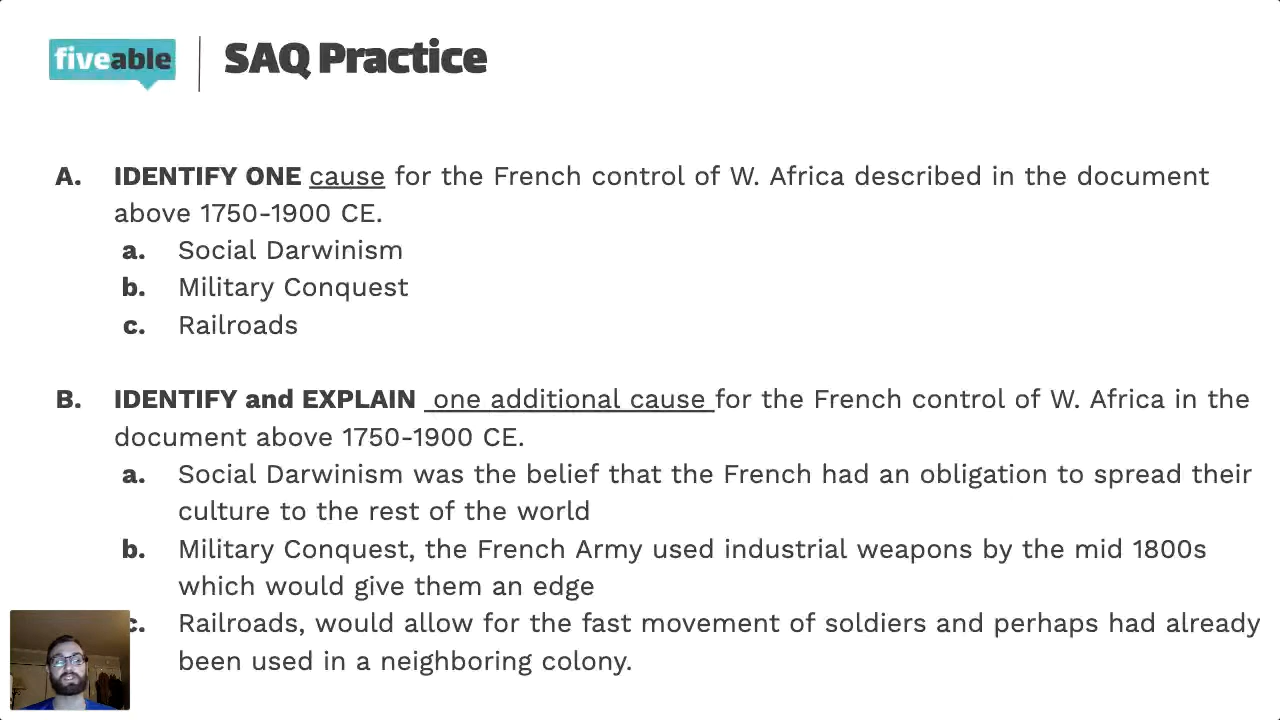 fiveable
SAQ Practice
A. IDENTIFY ONE cause for the French control of W. Africa described in the document
above 1750-1900 CE.
a. Social Darwinism
b. Military Conquest
c. Railroads
B. IDENTIFY and EXPLAIN one additional cause for the French control of W. Africa in the
document above 1750-1900 CE.
a. Social Darwinism was the belief that the French had an obligation to spread their
culture to the rest of the world
b. Military Conquest, the French Army used industrial weapons by the mid 1800s
which would give them an edge
c. Railroads, would allow for the fast movement of soldiers and perhaps had already
been used in a neighboring colony.